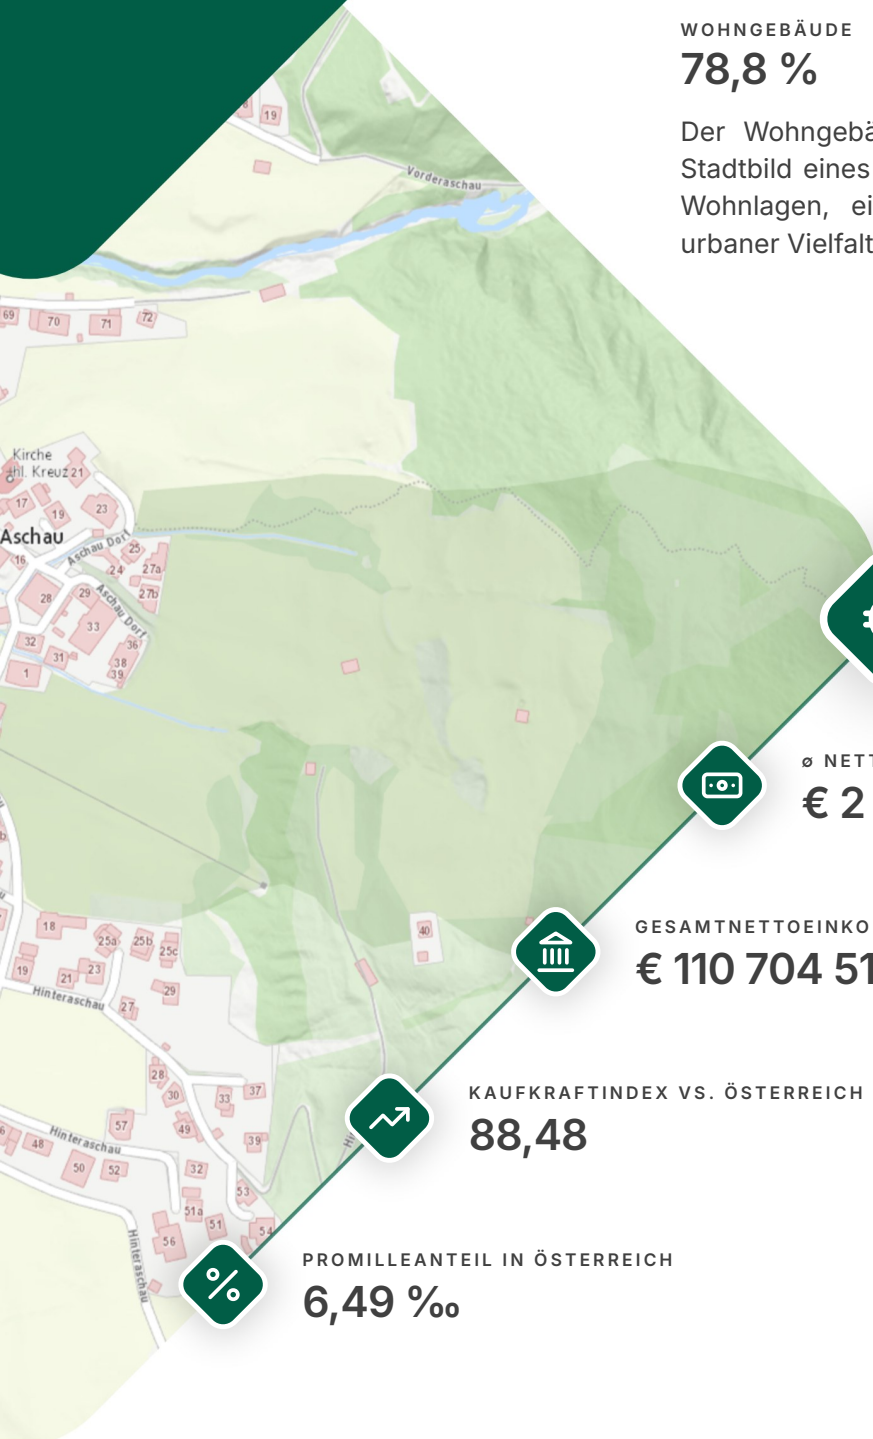 WOHNGEBÄUDE
78,8 %
Der Wohngebä
Stadtbild eines
Wohnlagen, ei
urbaner Vielfalt
19
Vorderaschau
69
70
71
72
Kirche
hl. Kreuz
21
17
19
23
Aschau
Aschau Dorf
16
25
24
27a
27b
28
29
Aschau Dorf
33
32
31
36
38
39
1
ø NETT
€ 2
GESAMTNETTOEINKO
€ 110 704 51
18
25a
25b
25c
40
19
21
23
29
Hinteraschau
27
28
30
33
37
KAUFKRAFTINDEX VS. ÖSTERREICH
88,48
57
49
39
48
Hinteraschau
50
52
32
53
51a
51
54
56
Hinteraschau
PROMILLEANTEIL IN ÖSTERREICH
6,49 ‰